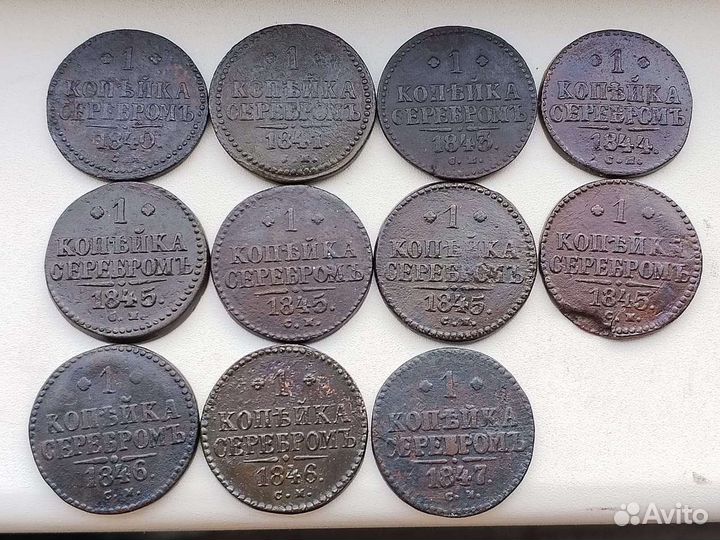 1
КОПѢЙКА
СЕРЕБРОМЪ
1840.
С.М.
1
КОПѢЙКА
СЕРЕБРОМЪ
1841.
С.М.
1
КОПѢЙКА
СЕРЕБРОМЪ
1843.
С.М.
1
КОПѢЙКА
СЕРЕБРОМЪ
1844.
С.М.
1
КОПѢЙКА
СЕРЕБРОМЪ
1845.
С.М.
1
КОПѢЙКА
СЕРЕБРОМЪ
1845.
С.М.
1
КОПѢЙКА
СЕРЕБРОМЪ
1845.
С.М.
1
КОПѢЙКА
СЕРЕБРОМЪ
1845.
С.М.
1
КОПѢЙКА
СЕРЕБРОМЪ
1846.
С.М.
1
КОПѢЙКА
СЕРЕБРОМЪ
1846.
С.М.
1
КОПѢЙКА
СЕРЕБРОМЪ
1847.
С.М.
Avito